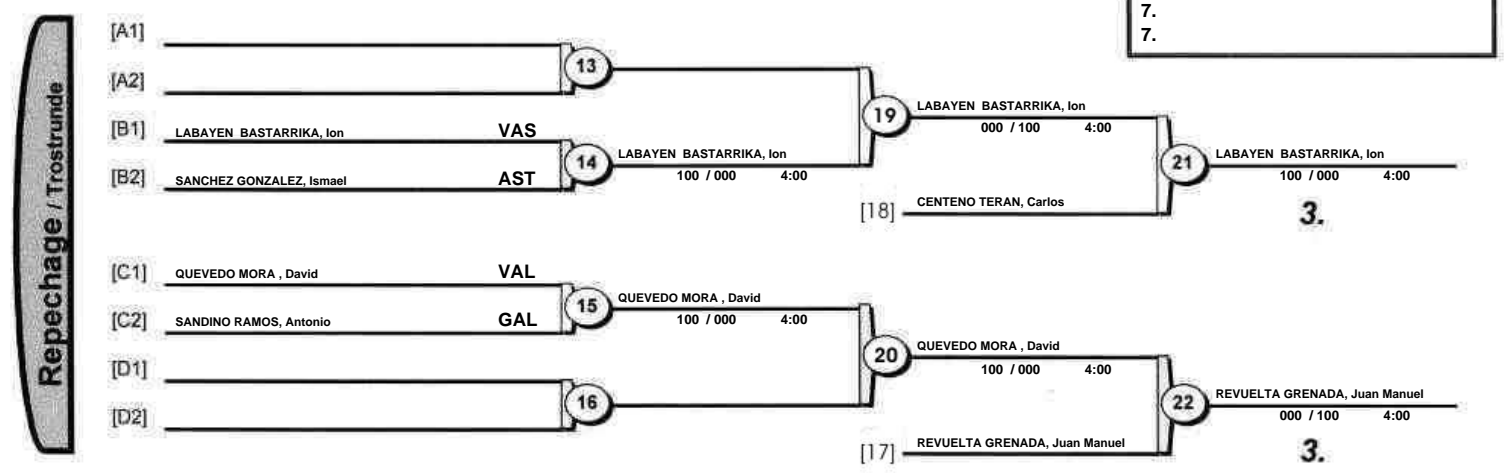 7.
7.
Repechage / Trostrunde
[A1]
13
[A2]
19
LABAYEN BASTARRIKA, Ion
000 / 100 4:00
[B1] LABAYEN BASTARRIKA, Ion VAS
14
LABAYEN BASTARRIKA, Ion
100 / 000 4:00
21
LABAYEN BASTARRIKA, Ion
100 / 000 4:00
3.
[B2] SANCHEZ GONZALEZ, Ismael AST
[18] CENTENO TERAN, Carlos
[C1] QUEVEDO MORA , David VAL
15
QUEVEDO MORA , David
100 / 000 4:00
[C2] SANDINO RAMOS, Antonio GAL
20
QUEVEDO MORA , David
100 / 000 4:00
[D1]
16
[D2]
22
REVUELTA GRENADA, Juan Manuel
000 / 100 4:00
3.
[17] REVUELTA GRENADA, Juan Manuel